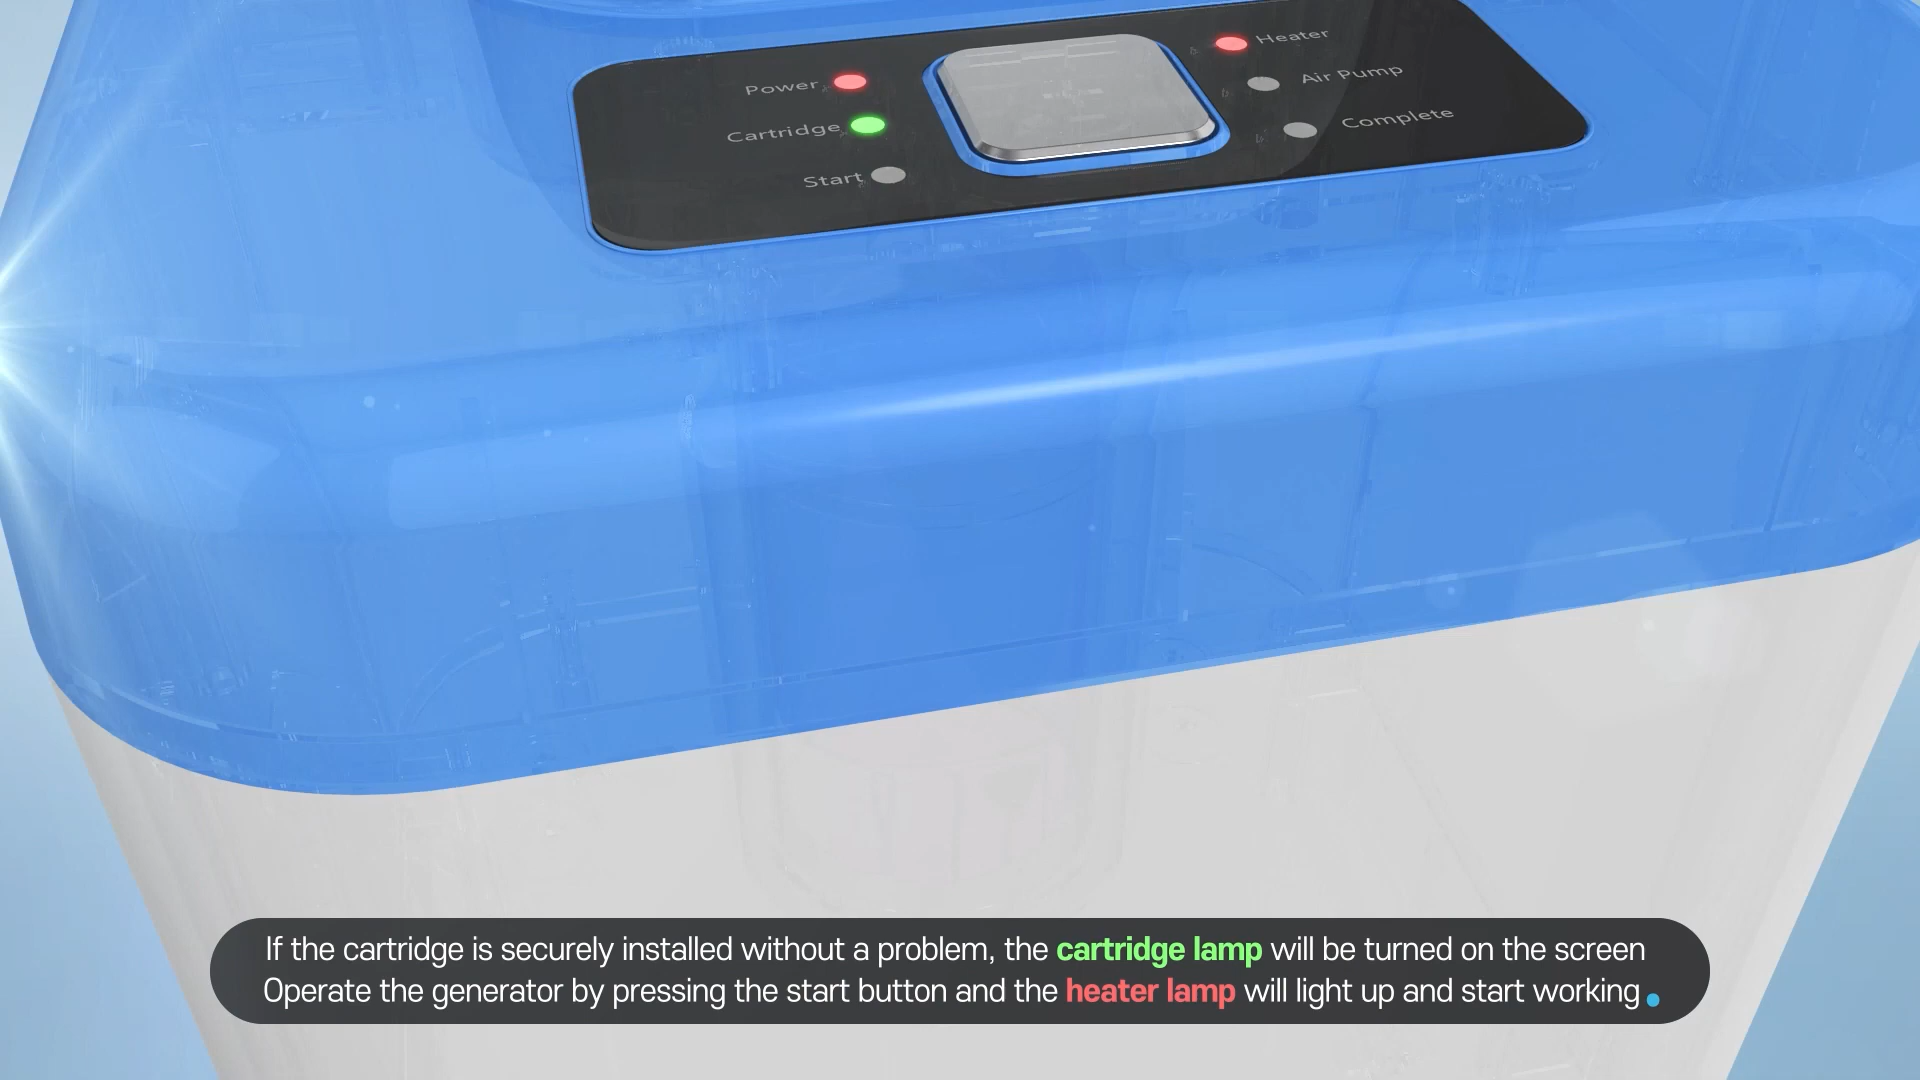 Power
Cartridge
Start
Heater
Air Pump
Complete
If the cartridge is securely installed without a problem, the cartridge lamp will be turned on the screen
Operate the generator by pressing the start button and the heater lamp will light up and start working